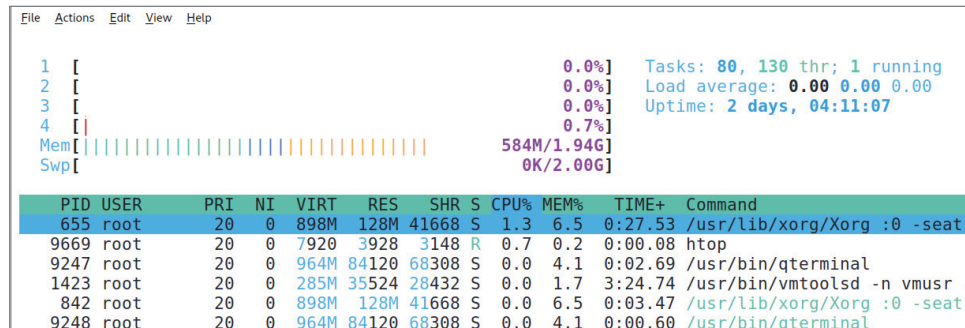 File Actions Edit View Help
1 [ 0.0%] Tasks: 80, 130 thr; 1 running
2 [ 0.0%] Load average: 0.00 0.00 0.00
3 [ 0.0%] Uptime: 2 days, 04:11:07
4 [| 0.7%]
Mem[||||||||||||||||||||||||||||||||||| 584M/1.94G]
Swp[ 0K/2.00G]
PID USER PRI NI VIRT RES SHR S CPU% MEM% TIME+ Command
655 root 20 0 898M 128M 41668 S 1.3 6.5 0:27.53 /usr/lib/xorg/Xorg :0 -seat
9669 root 20 0 7920 3928 3148 R 0.7 0.2 0:00.08 htop
9247 root 20 0 964M 84120 68308 S 0.0 4.1 0:02.69 /usr/bin/qterminal
1423 root 20 0 285M 35524 28432 S 0.0 1.7 3:24.74 /usr/bin/vmtoolsd -n vmusr
842 root 20 0 898M 128M 41668 S 0.0 6.5 0:03.47 /usr/lib/xorg/Xorg :0 -seat
9248 root 20 0 964M 84120 68308 S 0.0 4.1 0:00.60 /usr/bin/qterminal